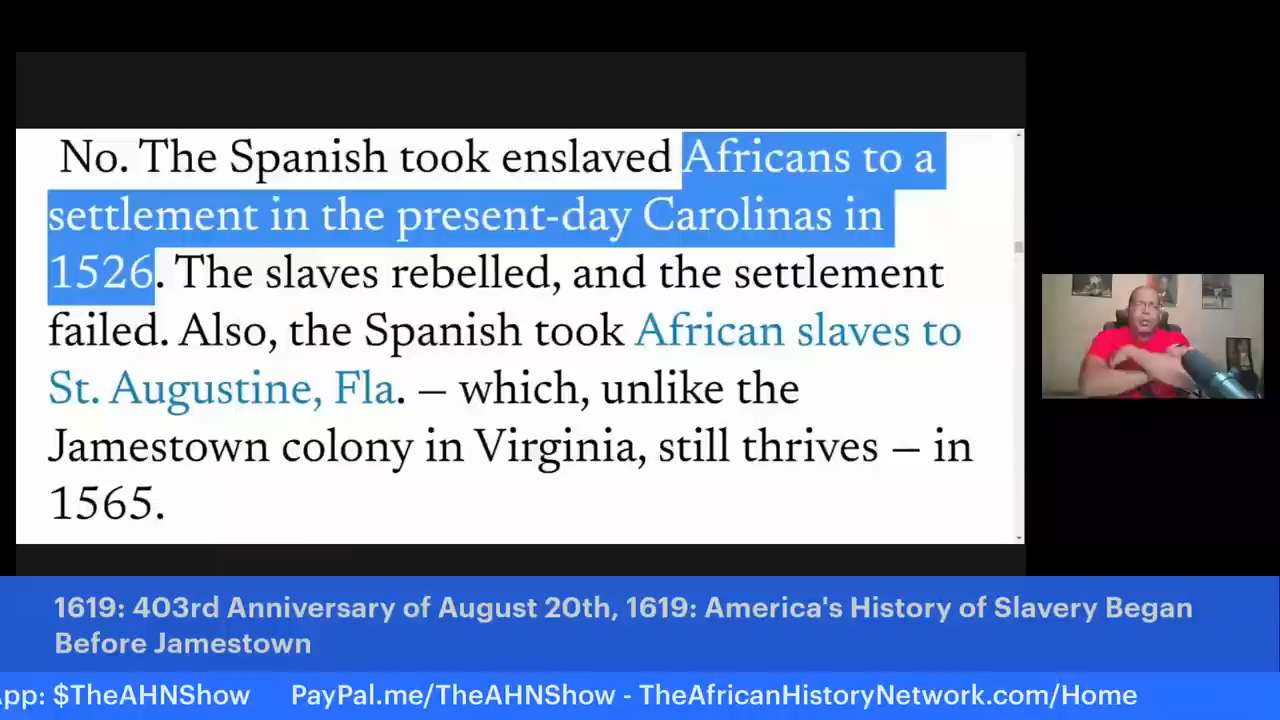 No. The Spanish took enslaved Africans to a
settlement in the present-day Carolinas in
1526. The slaves rebelled, and the settlement
failed. Also, the Spanish took African slaves to
St. Augustine, Fla. – which, unlike the
Jamestown colony in Virginia, still thrives – in
1565.
1619: 403rd Anniversary of August 20th, 1619: America's History of Slavery Began
Before Jamestown
App: $TheAHNShow PayPal.me/TheAHNShow - TheAfricanHistoryNetwork.com/Home